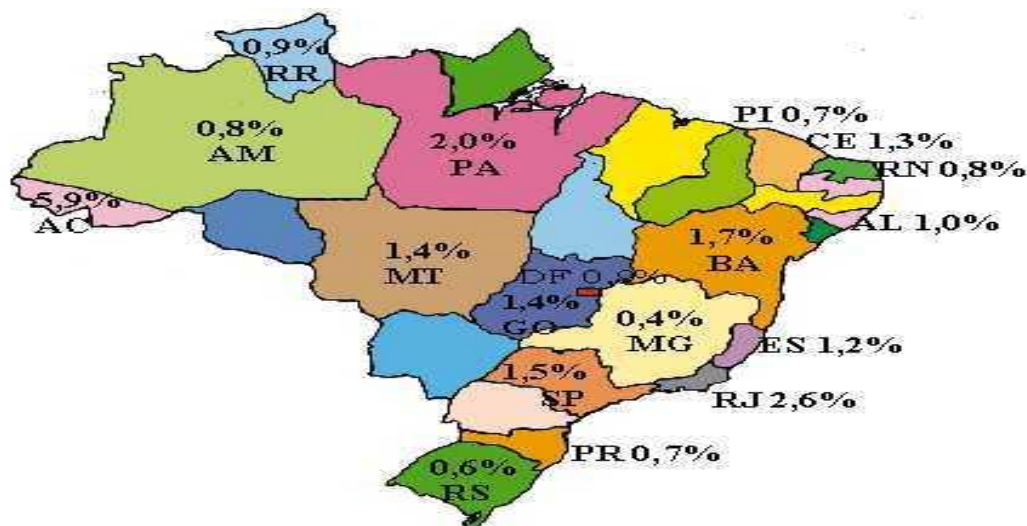 0,9%
RR
0,8%
AM
2,0%
PA
PI 0,7%
CE 1,3%
RN 0,8%
5,9%
AC
AL 1,0%
1,4%
MT
1,7%
BA
DF
1,4%
GO
0,4%
MG
ES 1,2%
1,5%
SP
RJ 2,6%
PR 0,7%
0,6%
RS